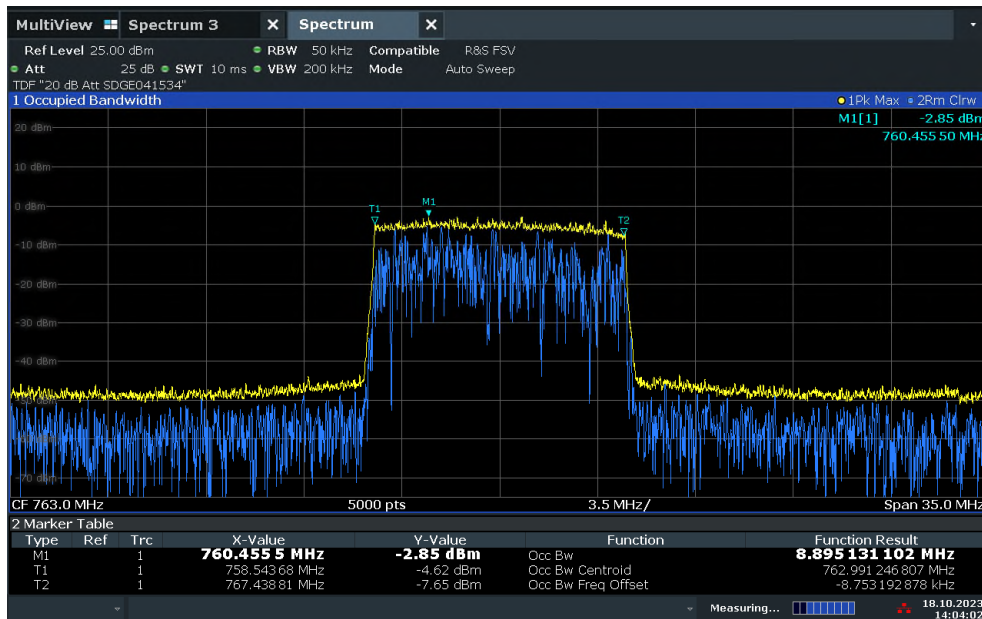 MultiView Spectrum 3 X Spectrum X
Ref Level 25.00 dBm RBW 50 kHz Compatible R&S FSV
Att 25 dB SWT 10 ms VBW 200 kHz Mode Auto Sweep
TDF "20 dB Att SDGE041534"
1 Occupied Bandwidth 1Pk Max 2Rm Clrw
M1[1] -2.85 dBm
760.455 50 MHz
20 dBm
10 dBm
0 dBm
T1 M1 T2
-10 dBm
-20 dBm
-30 dBm
-40 dBm
-70 dBm
CF 763.0 MHz 5000 pts 3.5 MHz/ Span 35.0 MHz
2 Marker Table
Type Ref Trc X-Value Y-Value Function Function Result
M1 1 760.455 5 MHz -2.85 dBm Occ Bw 8.895 131 102 MHz
T1 1 758.543 68 MHz -4.62 dBm Occ Bw Centroid 762.991 246 807 MHz
T2 1 767.438 81 MHz -7.65 dBm Occ Bw Freq Offset -8.753 192 878 kHz
Measuring... 18.10.2023
14:04:02